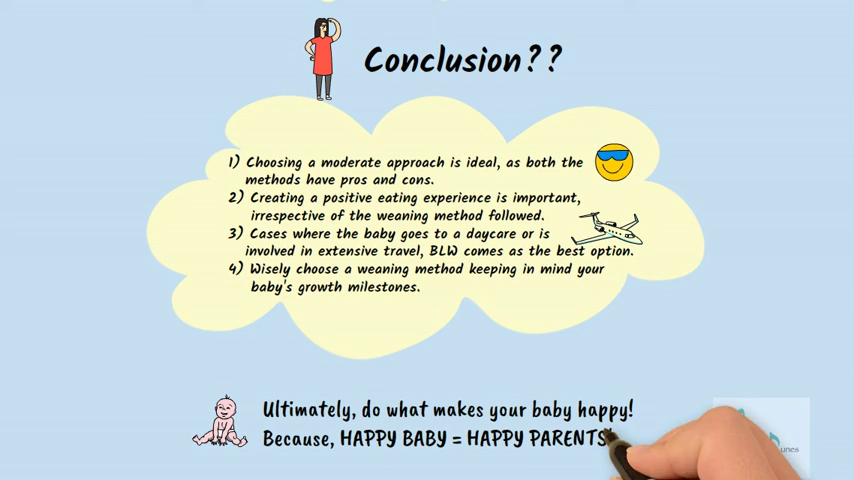 Conclusion??
1) Choosing a moderate approach is ideal, as both the
methods have pros and cons.
2) Creating a positive eating experience is important,
irrespective of the weaning method followed.
3) Cases where the baby goes to a daycare or is
involved in extensive travel, BLW comes as the best option.
4) Wisely choose a weaning method keeping in mind your
baby's growth milestones.
Ultimately, do what makes your baby happy!
Because, HAPPY BABY = HAPPY PARENTS